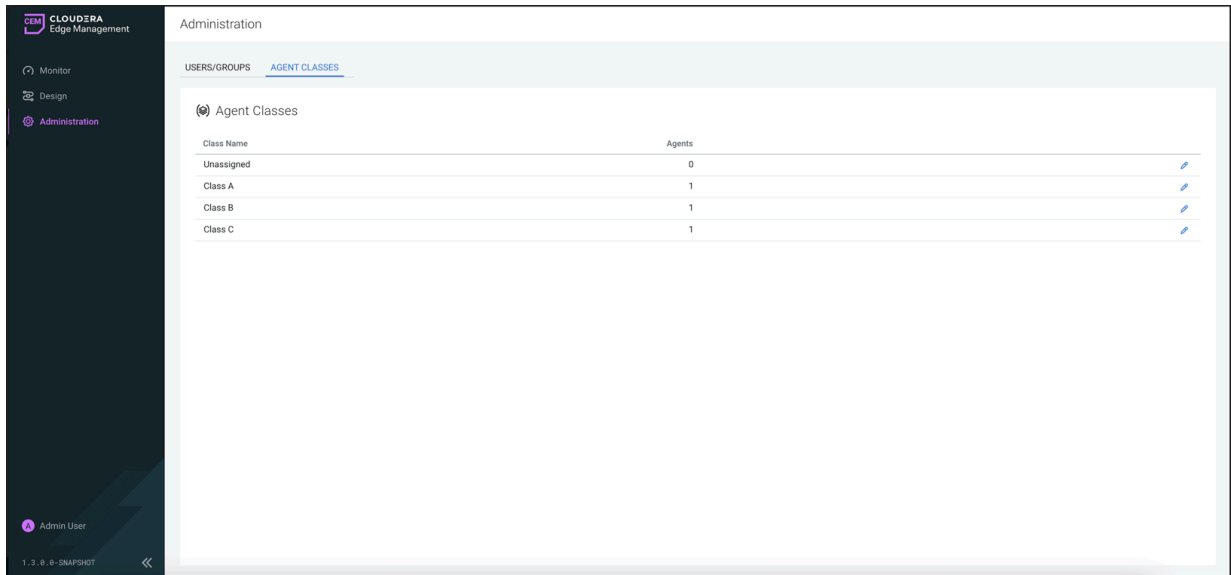 CEM
CLOUDERA
Edge Management
Monitor
Design
Administration
A Admin User
1.3.0.0-SNAPSHOT
Administration
USERS/GROUPS AGENT CLASSES
Agent Classes
Class Name Agents
Unassigned 0
Class A 1
Class B 1
Class C 1